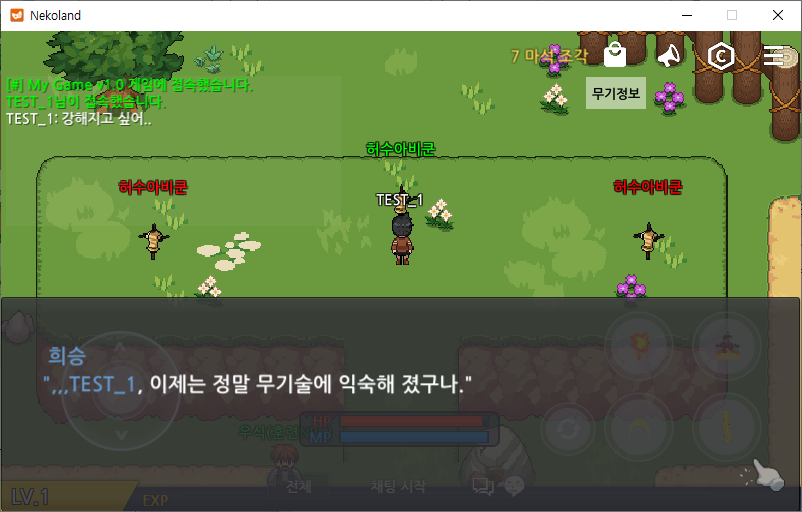 Nekoland
7 마석 조각
[#] My Game v1.0 게임에 접속했습니다.
TEST_1님이 접속했습니다.
TEST_1: 강해지고 싶어..
무기정보
허수아비쿤
허수아비쿤
TEST_1
허수아비쿤
희승
",,,TEST_1, 이제는 정말 무기술에 익숙해 졌구나."
HP
MP
전체
채팅 시작
LV.1
EXP